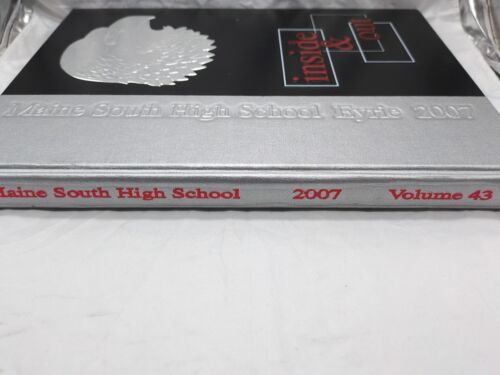 inside
&
out
Maine South High School Eyrie 2007
Maine South High School 2007 Volume 43